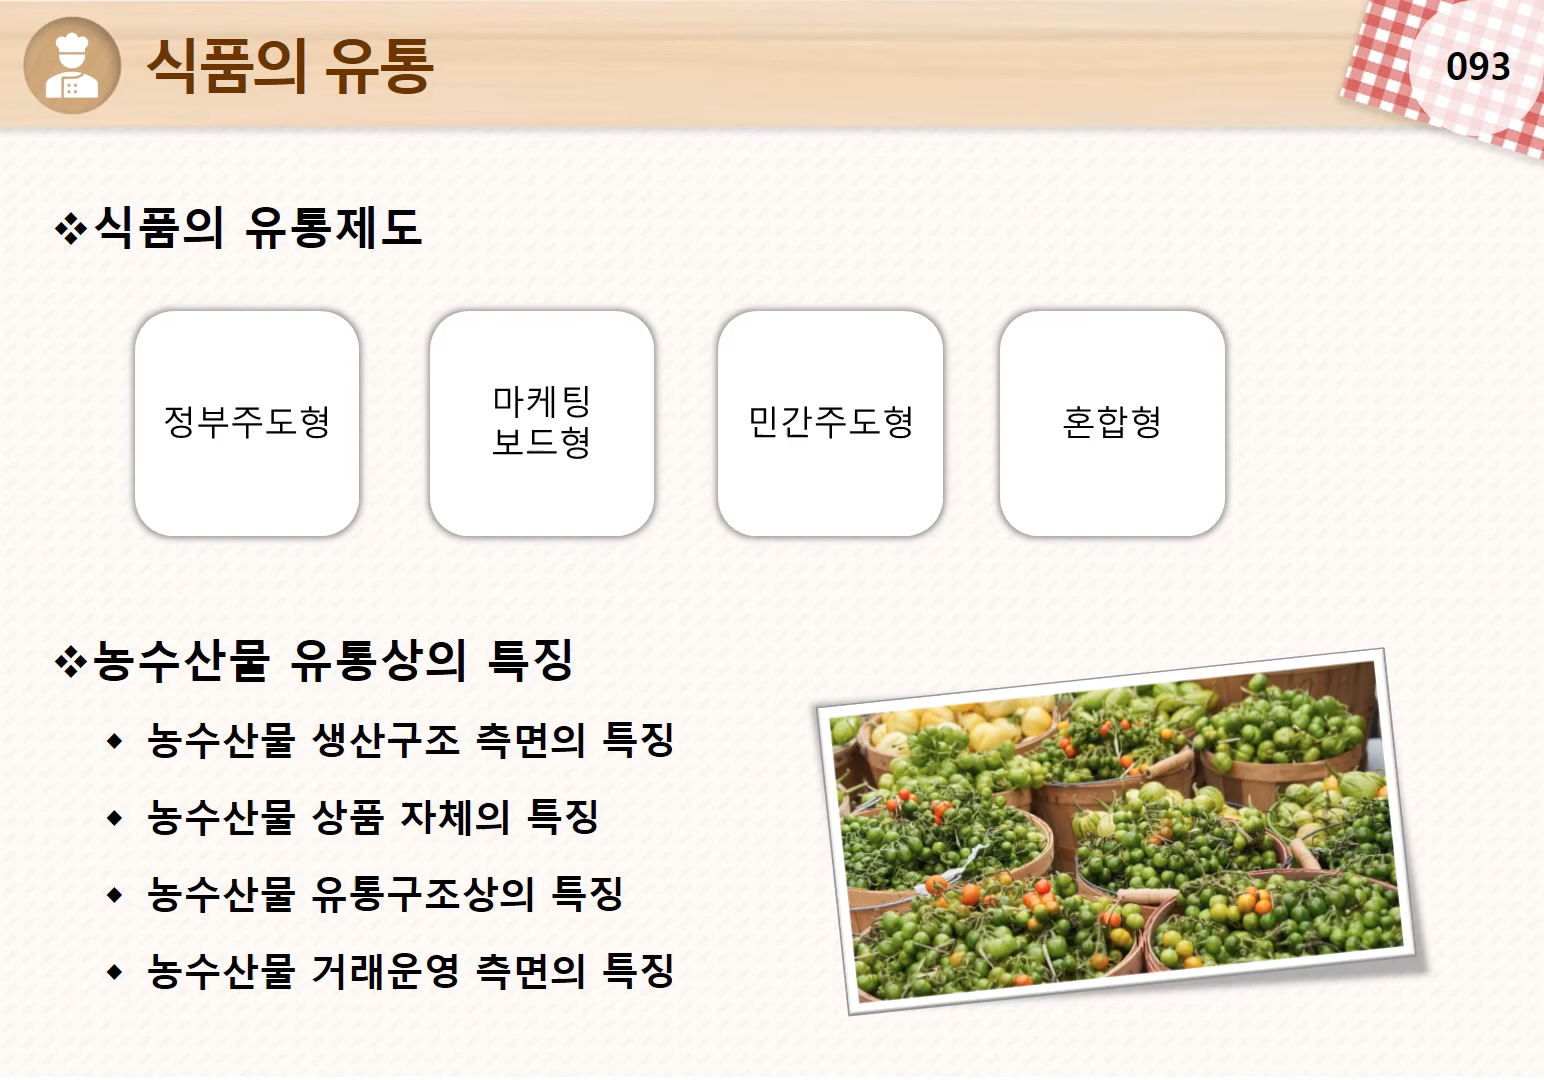 식품의 유통
093
❖식품의 유통제도
정부주도형
마케팅
보드형
민간주도형
혼합형
❖농수산물 유통상의 특징
◆ 농수산물 생산구조 측면의 특징
◆ 농수산물 상품 자체의 특징
◆ 농수산물 유통구조상의 특징
◆ 농수산물 거래운영 측면의 특징